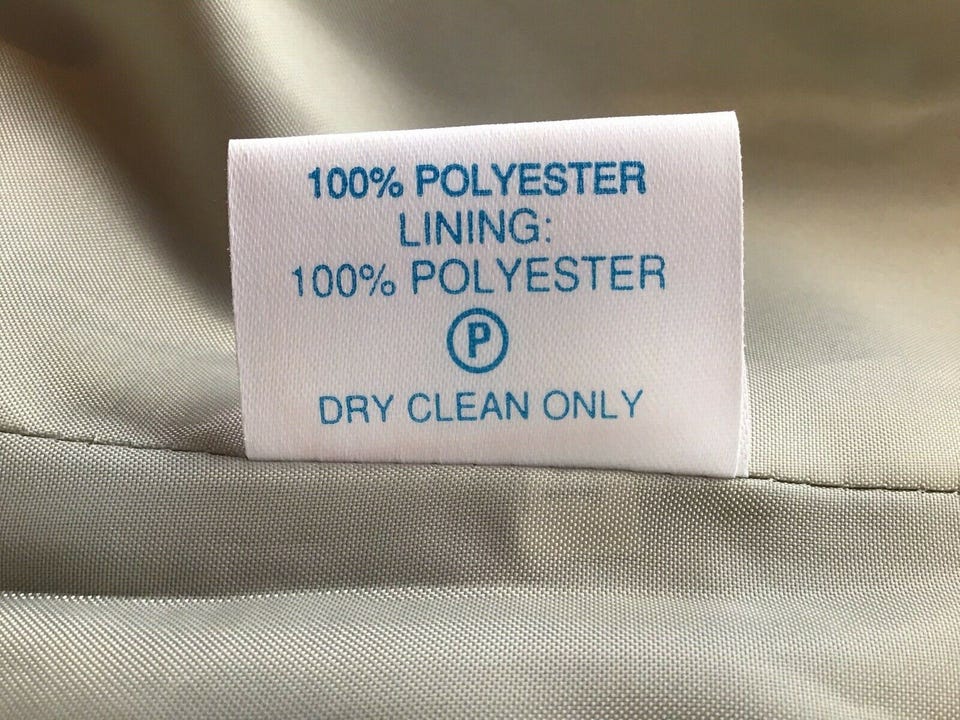 100% POLYESTER
LINING:
100% POLYESTER
P
DRY CLEAN ONLY